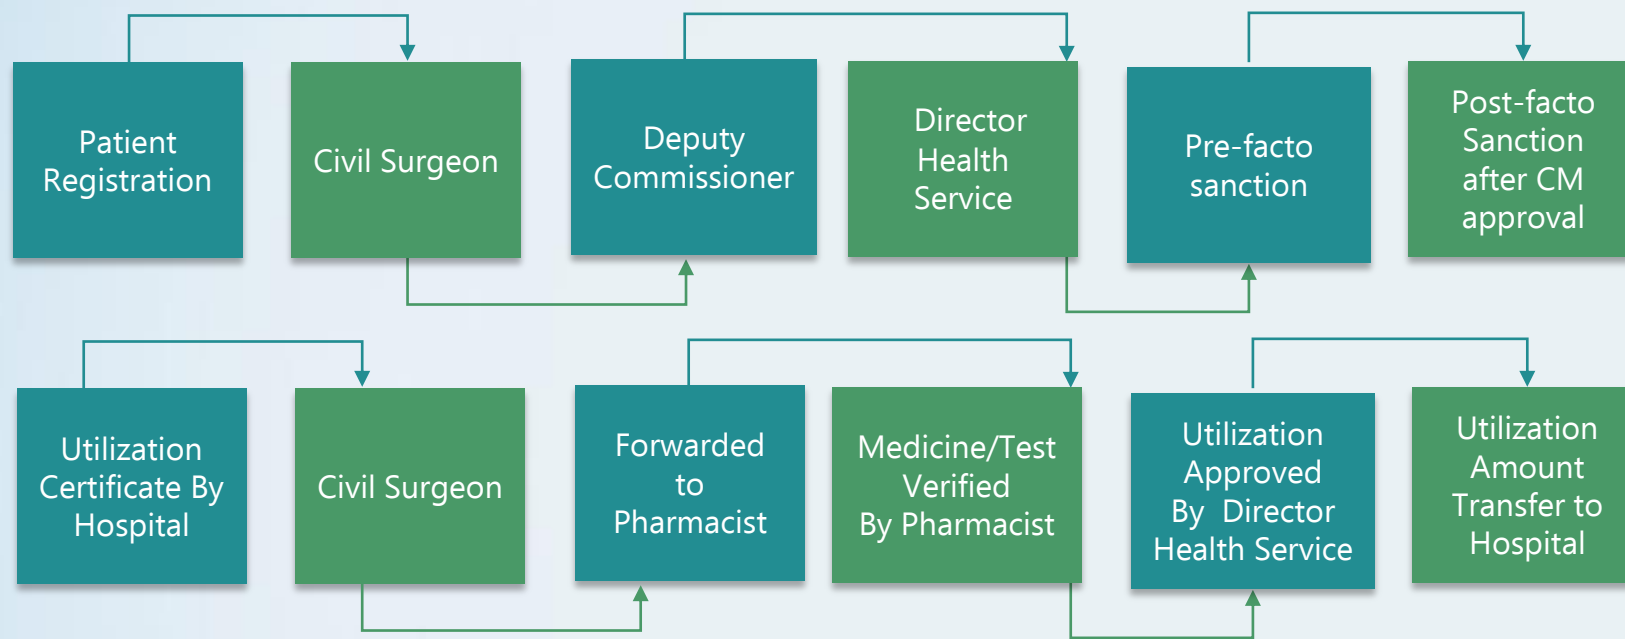 Patient
Registration
Civil Surgeon
Deputy
Commissioner
Director
Health
Service
Pre-facto
sanction
Post-facto
Sanction
after CM
approval
Utilization
Certificate By
Hospital
Civil Surgeon
Forwarded
to
Pharmacist
Medicine/Test
Verified
By Pharmacist
Utilization
Approved
By Director
Health Service
Utilization
Amount
Transfer to
Hospital